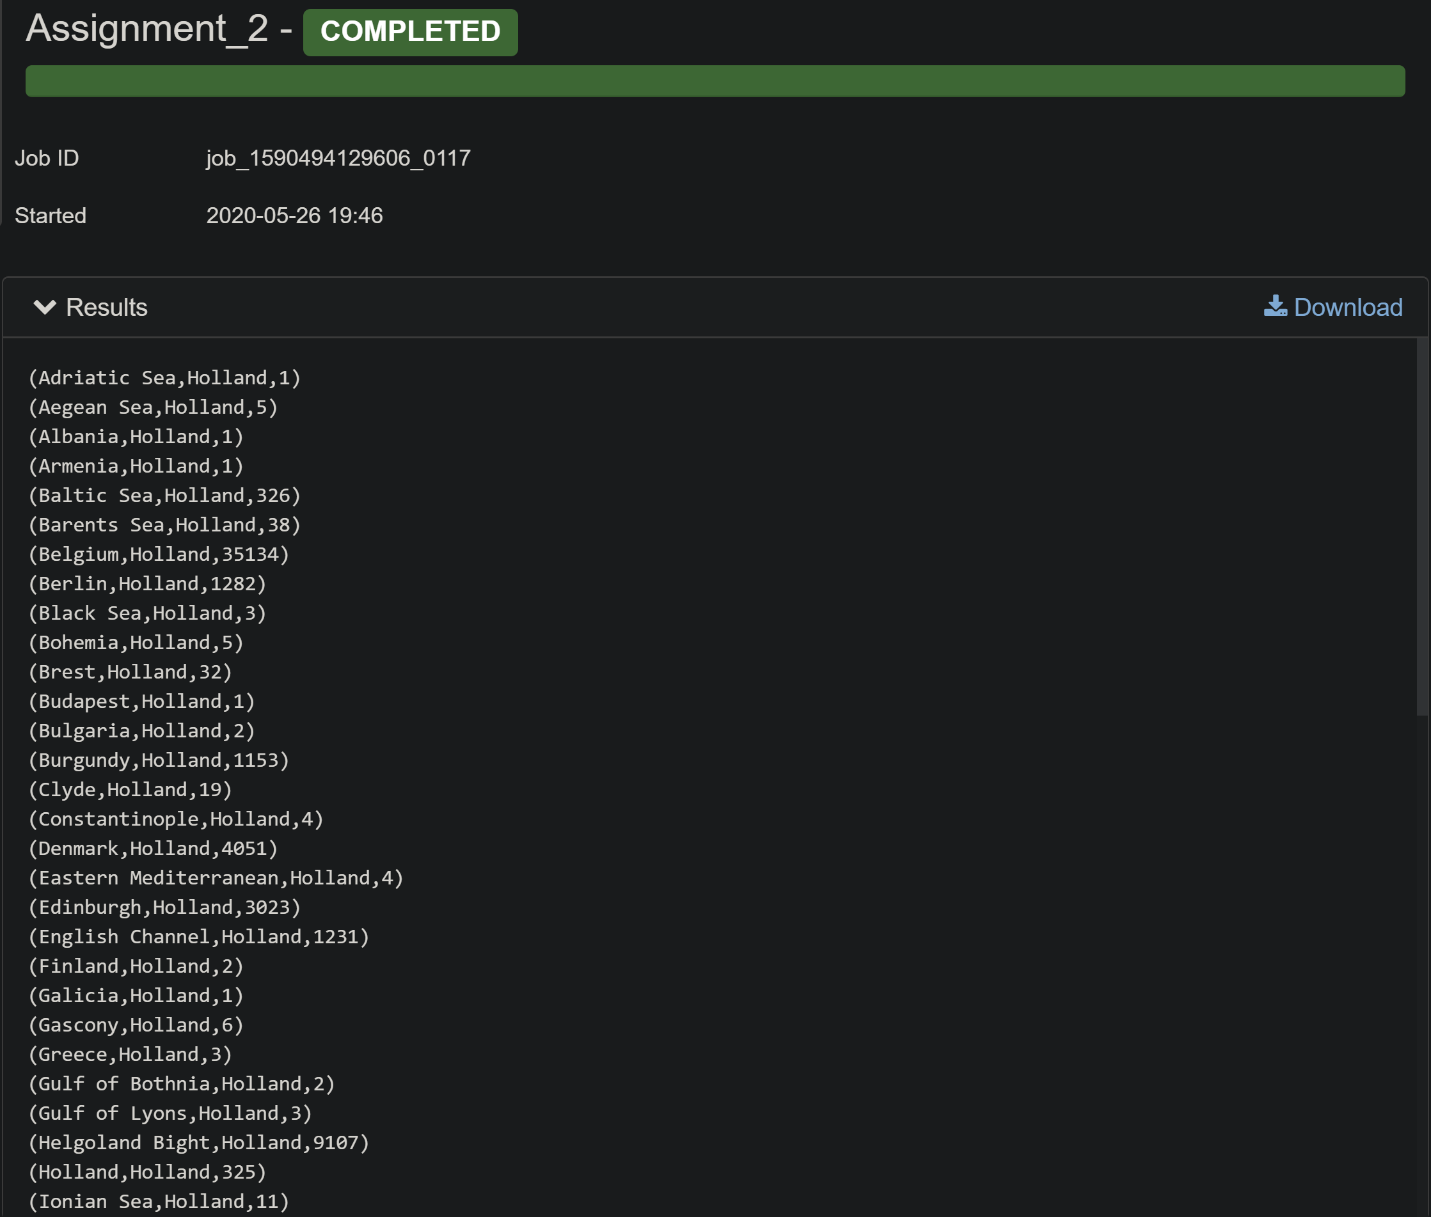 Assignment_2 - COMPLETED
Job ID job_1590494129606_0117
Started 2020-05-26 19:46
Results Download
(Adriatic Sea,Holland,1)
(Aegean Sea,Holland,5)
(Albania,Holland,1)
(Armenia,Holland,1)
(Baltic Sea,Holland,326)
(Barents Sea,Holland,38)
(Belgium,Holland,35134)
(Berlin,Holland,1282)
(Black Sea,Holland,3)
(Bohemia,Holland,5)
(Brest,Holland,32)
(Budapest,Holland,1)
(Bulgaria,Holland,2)
(Burgundy,Holland,1153)
(Clyde,Holland,19)
(Constantinople,Holland,4)
(Denmark,Holland,4051)
(Eastern Mediterranean,Holland,4)
(Edinburgh,Holland,3023)
(English Channel,Holland,1231)
(Finland,Holland,2)
(Galicia,Holland,1)
(Gascony,Holland,6)
(Greece,Holland,3)
(Gulf of Bothnia,Holland,2)
(Gulf of Lyons,Holland,3)
(Helgoland Bight,Holland,9107)
(Holland,Holland,325)
(Ionian Sea,Holland,11)